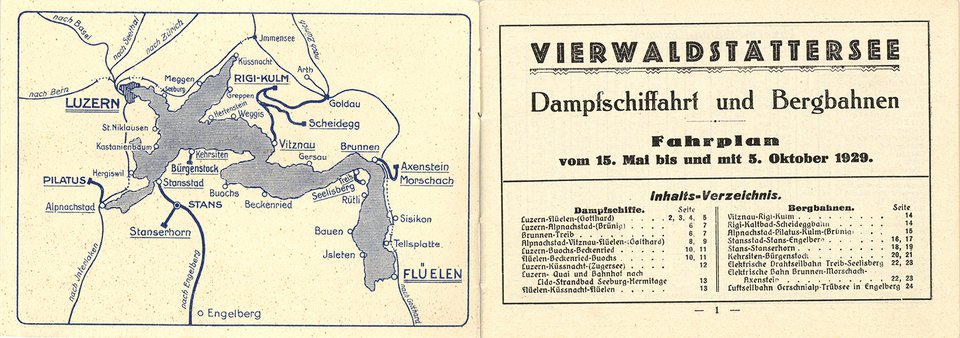 nach Basel
nach Seethal
nach Zürich
nach Zürich
nach Bern
Jmmensee
Küssnacht
Arth
Meggen
Seeburg
RIGI-KULM
Greppen
Goldau
LUZERN
Hertenstein
Weggis
Scheidegg
St. Niklausen
Kastanienbaum
Vitznau
Kehrsiten
Hergiswil
BÜRGENSTOCK
Gersau
Brunnen
Axenstein
Morschach
PILATUS
Stansstad
Treib
Seelisberg
Buochs
Beckenried
Rütli
Alpnachstad
STANS
Sisikon
Stanserhorn
Bauen
Tellsplatte
Jsleten
FLÜELEN
nach Interlaken
nach Engelberg
nach Gotthard
Engelberg
VIERWALDSTÄTTERSEE
Dampfschiffahrt und Bergbahnen
Fahrplan
vom 15. Mai bis und mit 5. Oktober 1929.
Inhalts-Verzeichnis.
Dampfschiffe. Seite
Luzern-Flüelen-(Gotthard) . . . . . 2, 3, 4, 5
Luzern-Alpnachstad-(Brünig) . . . . 6 7
Brunnen-Treib . . . . . . . . . 6, 7
Alpnachstad-Vitznau-Flüelen-(Gotthard) 8, 9
Luzern-Buochs-Beckenried . . . . . 10, 11
Flüelen-Beckenried-Buochs . . . . . 10, 11
Luzern-Küssnacht-(Zugersee) . . . . 12
Luzern- Quai und Bahnhof nach
Lido-Strandbad Seeburg-Hermitage 13
Flüelen-Küssnacht-Flüelen . . . . . 13
Bergbahnen. Seite
Vitznau-Rigi-Kulm . . . . . . . 14
Rigi-Kaltbad-Scheideggbahn . . . . 14
Alpnachstad-Pilatus-Kulm-(Brünig) . . 15
Stansstad-Stans-Engelberg . . . . . 16, 17
Stans-Stanserhorn . . . . . . . 18, 19
Kehrsiten-Bürgenstock . . . . . . 20, 21
Elektrische Drahtseilbahn Treib-Seelisberg 22, 23
Elektrische Bahn Brunnen-Morschach-
Axenstein . . . . . . . . . 22, 23
Luftseilbahn Gerschnialp-Trübsee in Engelberg 24
— 1 —